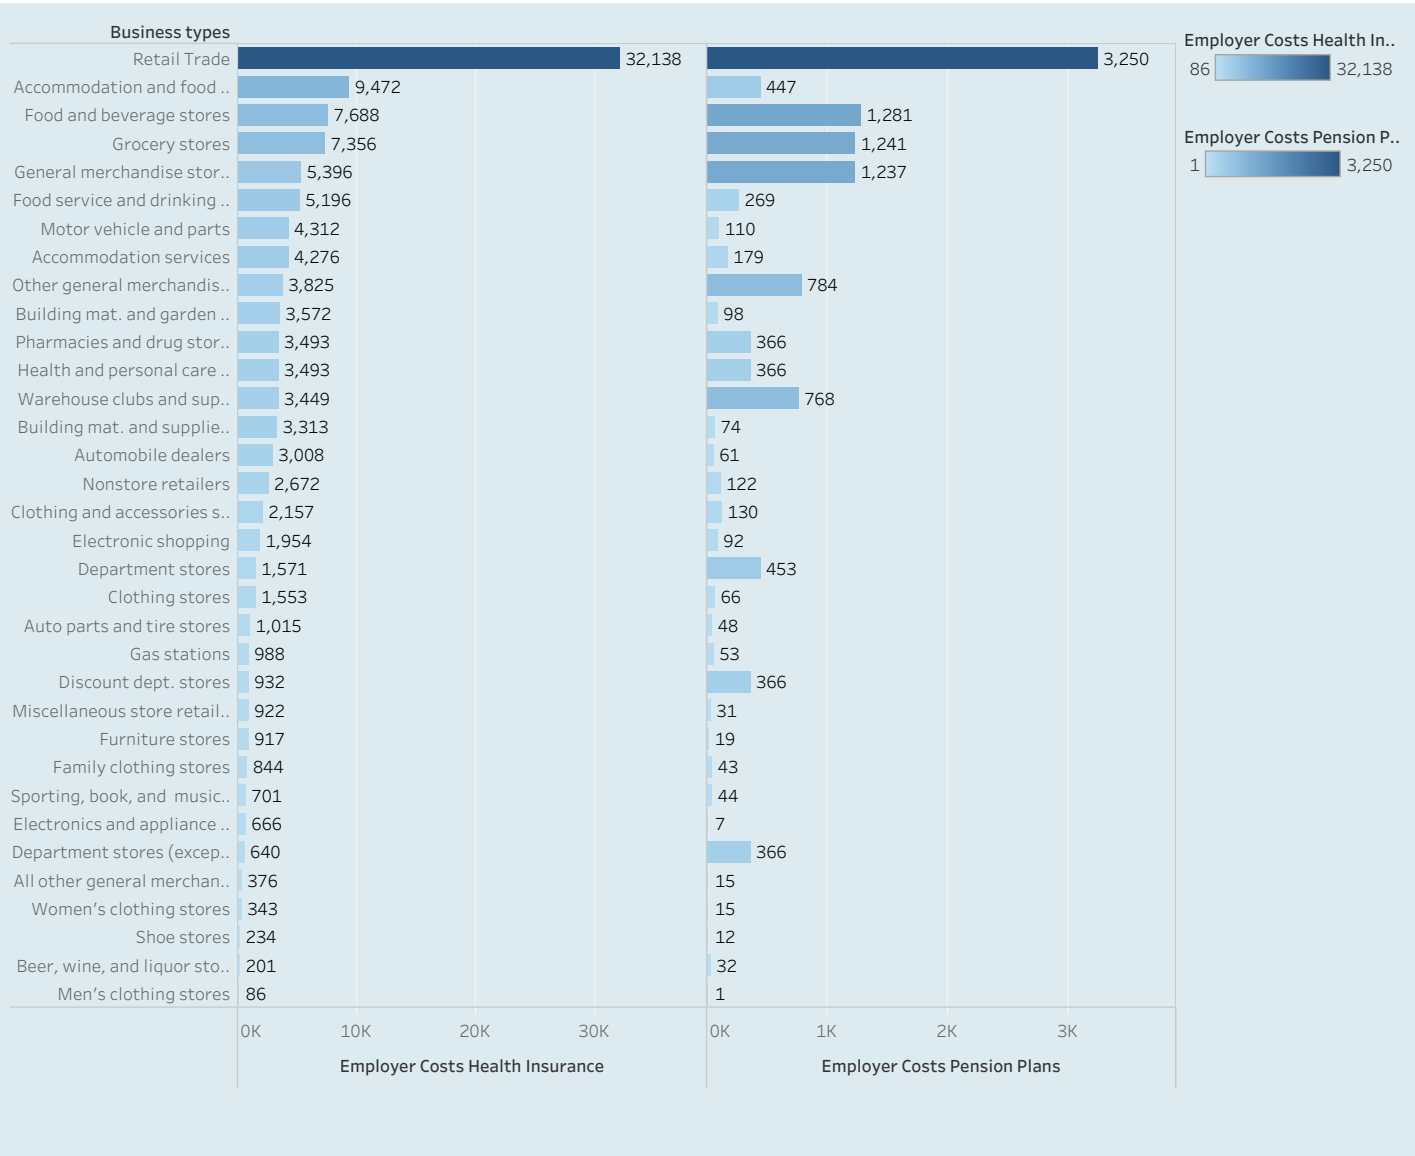 Business types
Retail Trade 32,138 3,250
Accommodation and food .. 9,472 447
Food and beverage stores 7,688 1,281
Grocery stores 7,356 1,241
General merchandise stor.. 5,396 1,237
Food service and drinking .. 5,196 269
Motor vehicle and parts 4,312 110
Accommodation services 4,276 179
Other general merchandis.. 3,825 784
Building mat. and garden .. 3,572 98
Pharmacies and drug stor.. 3,493 366
Health and personal care .. 3,493 366
Warehouse clubs and sup.. 3,449 768
Building mat. and supplie.. 3,313 74
Automobile dealers 3,008 61
Nonstore retailers 2,672 122
Clothing and accessories s.. 2,157 130
Electronic shopping 1,954 92
Department stores 1,571 453
Clothing stores 1,553 66
Auto parts and tire stores 1,015 48
Gas stations 988 53
Discount dept. stores 932 366
Miscellaneous store retail.. 922 31
Furniture stores 917 19
Family clothing stores 844 43
Sporting, book, and music.. 701 44
Electronics and appliance .. 666 7
Department stores (excep.. 640 366
All other general merchan.. 376 15
Women's clothing stores 343 15
Shoe stores 234 12
Beer, wine, and liquor sto.. 201 32
Men's clothing stores 86 1
0K 10K 20K 30K 0K 1K 2K 3K
Employer Costs Health Insurance Employer Costs Pension Plans
Employer Costs Health In..
86 32,138
Employer Costs Pension P..
1 3,250